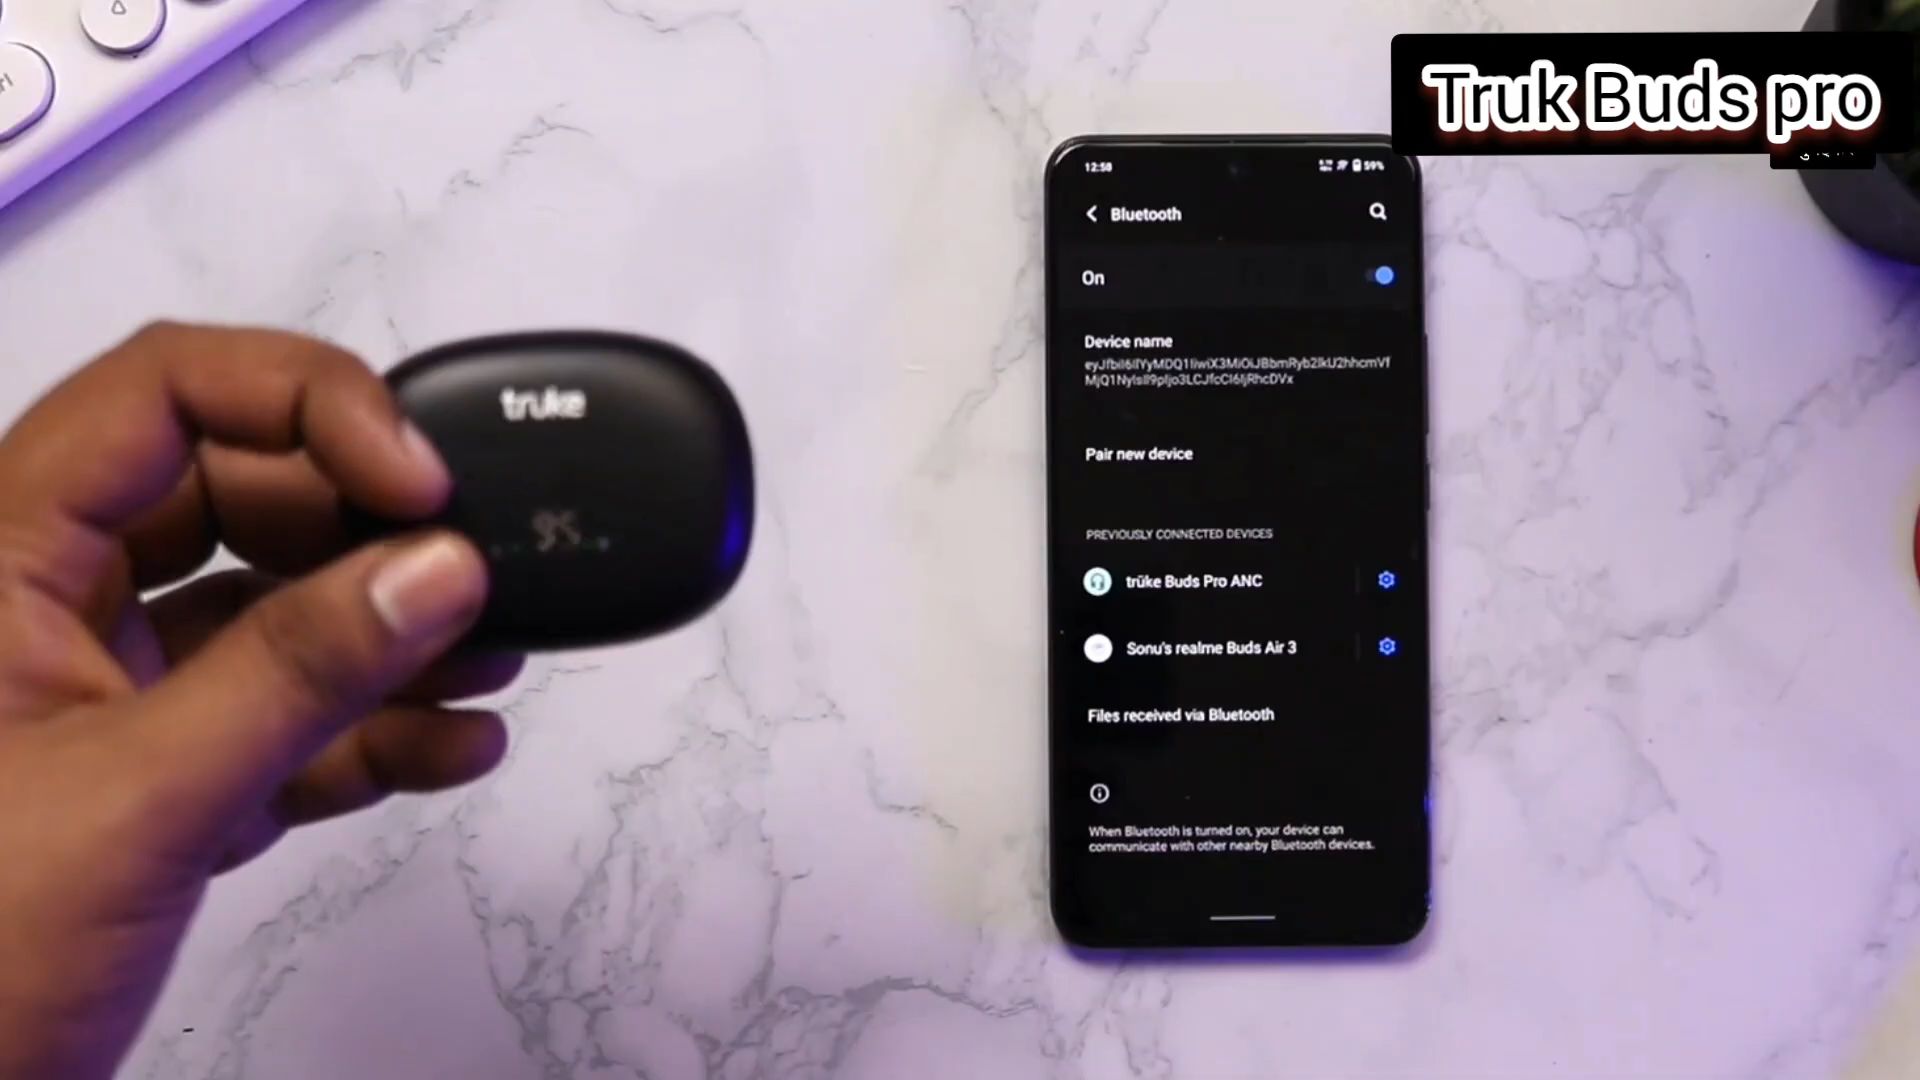 Truk Buds pro
truke
95
12:58
59%
Bluetooth
On
Device name
Pair new device
PREVIOUSLY CONNECTED DEVICES
trūke Buds Pro ANC
Sonu's realme Buds Air 3
Files received via Bluetooth
When Bluetooth is turned on, your device can
communicate with other nearby Bluetooth devices.